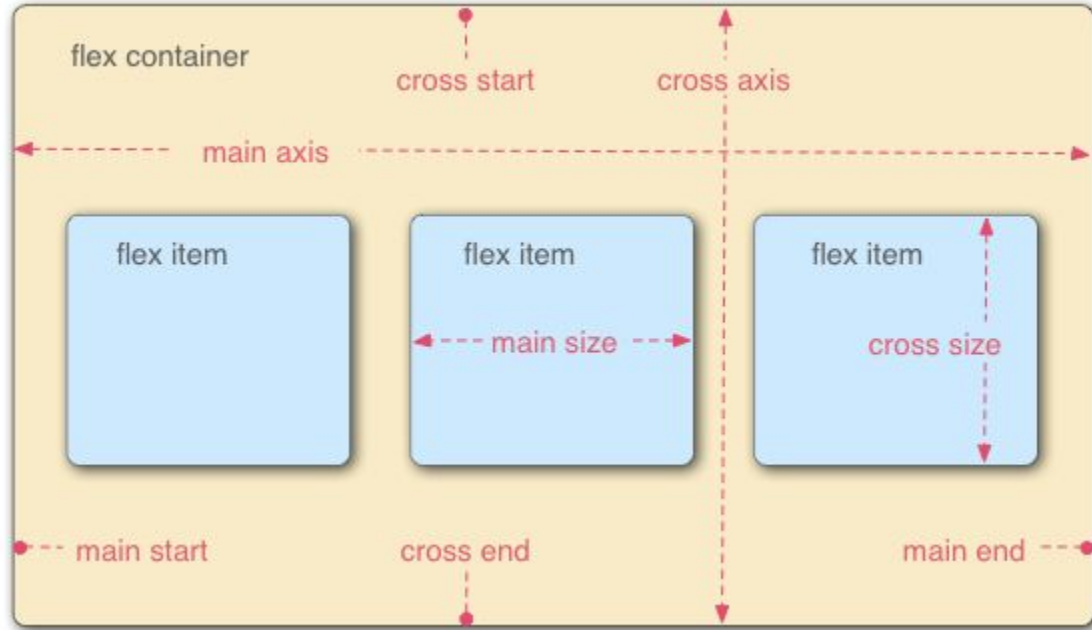 flex container
cross start
cross axis
main axis
flex item
flex item
flex item
main size
cross size
main start
cross end
main end